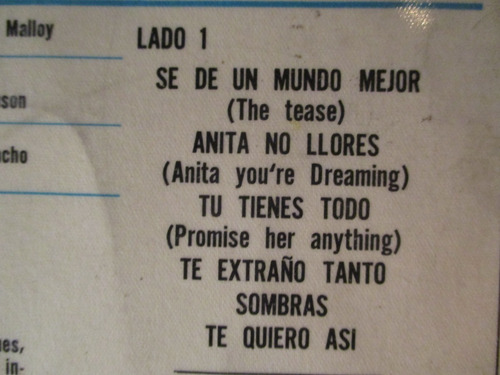 Malloy
son
cho
es,
in-
LADO 1
SE DE UN MUNDO MEJOR
(The tease)
ANITA NO LLORES
(Anita you're Dreaming)
TU TIENES TODO
(Promise her anything)
TE EXTRAÑO TANTO
SOMBRAS
TE QUIERO ASI